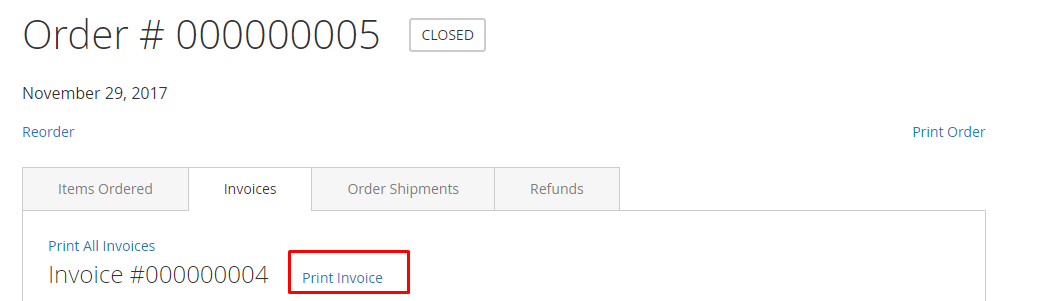 Order # 000000005 CLOSED
November 29, 2017
Reorder Print Order
Items Ordered Invoices Order Shipments Refunds
Print All Invoices
Invoice #000000004 Print Invoice